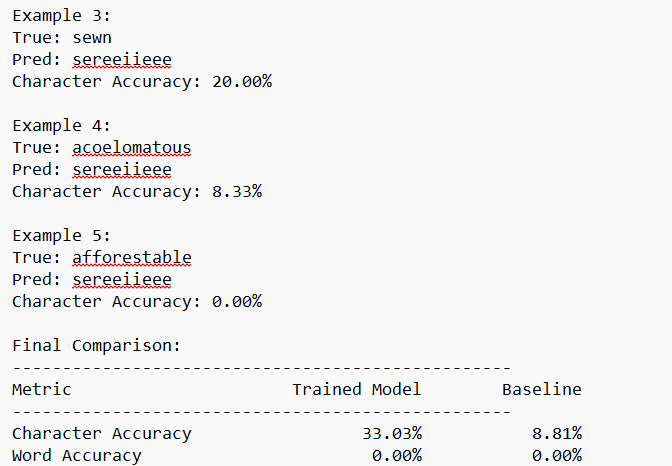 Example 3:
True: sewn
Pred: sereeiieee
Character Accuracy: 20.00%
Example 4:
True: acoelomatous
Pred: sereeiieee
Character Accuracy: 8.33%
Example 5:
True: afforestable
Pred: sereeiieee
Character Accuracy: 0.00%
Final Comparison:
--------------------------------------------------
Metric Trained Model Baseline
--------------------------------------------------
Character Accuracy 33.03% 8.81%
Word Accuracy 0.00% 0.00%